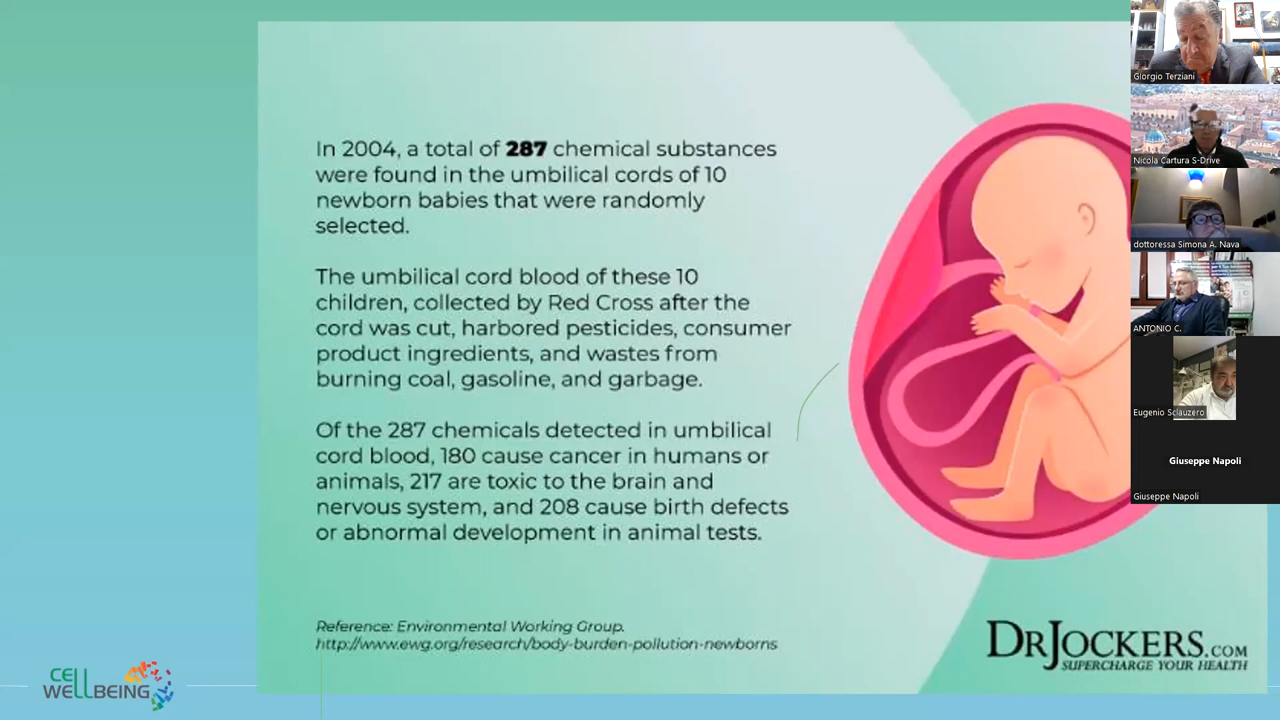 In 2004, a total of 287 chemical substances
were found in the umbilical cords of 10
newborn babies that were randomly
selected.
The umbilical cord blood of these 10
children, collected by Red Cross after the
cord was cut, harbored pesticides, consumer
product ingredients, and wastes from
burning coal, gasoline, and garbage.
Of the 287 chemicals detected in umbilical
cord blood, 180 cause cancer in humans or
animals, 217 are toxic to the brain and
nervous system, and 208 cause birth defects
or abnormal development in animal tests.
Reference: Environmental Working Group.
http://www.ewg.org/research/body-burden-pollution-newborns
DRJOCKERS.COM
SUPERCHARGE YOUR HEALTH
CELL
WELLBEING
Giorgio Terziani
Nicola Cartura S-Drive
dottoressa Simona A. Nava
ANTONIO C.
Eugenio Sclauzero
Giuseppe Napoli
Giuseppe Napoli